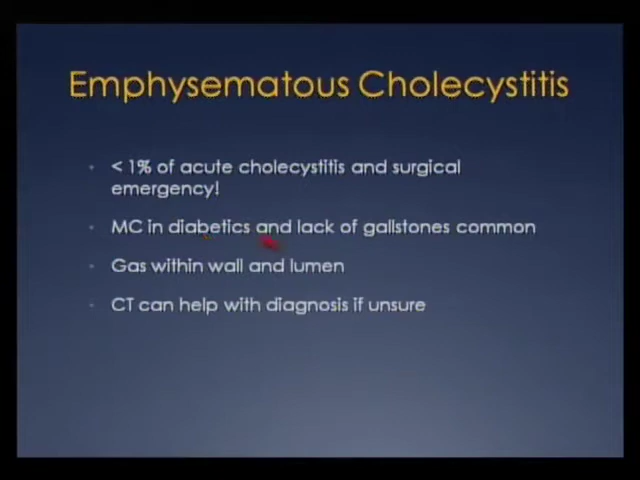 Emphysematous Cholecystitis
< 1% of acute cholecystitis and surgical
emergency!
MC in diabetics and lack of gallstones common
Gas within wall and lumen
CT can help with diagnosis if unsure